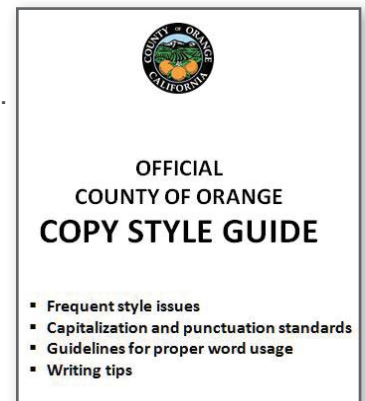 COUNTY OF ORANGE
CALIFORNIA
OFFICIAL
COUNTY OF ORANGE
COPY STYLE GUIDE
▪ Frequent style issues
▪ Capitalization and punctuation standards
▪ Guidelines for proper word usage
▪ Writing tips